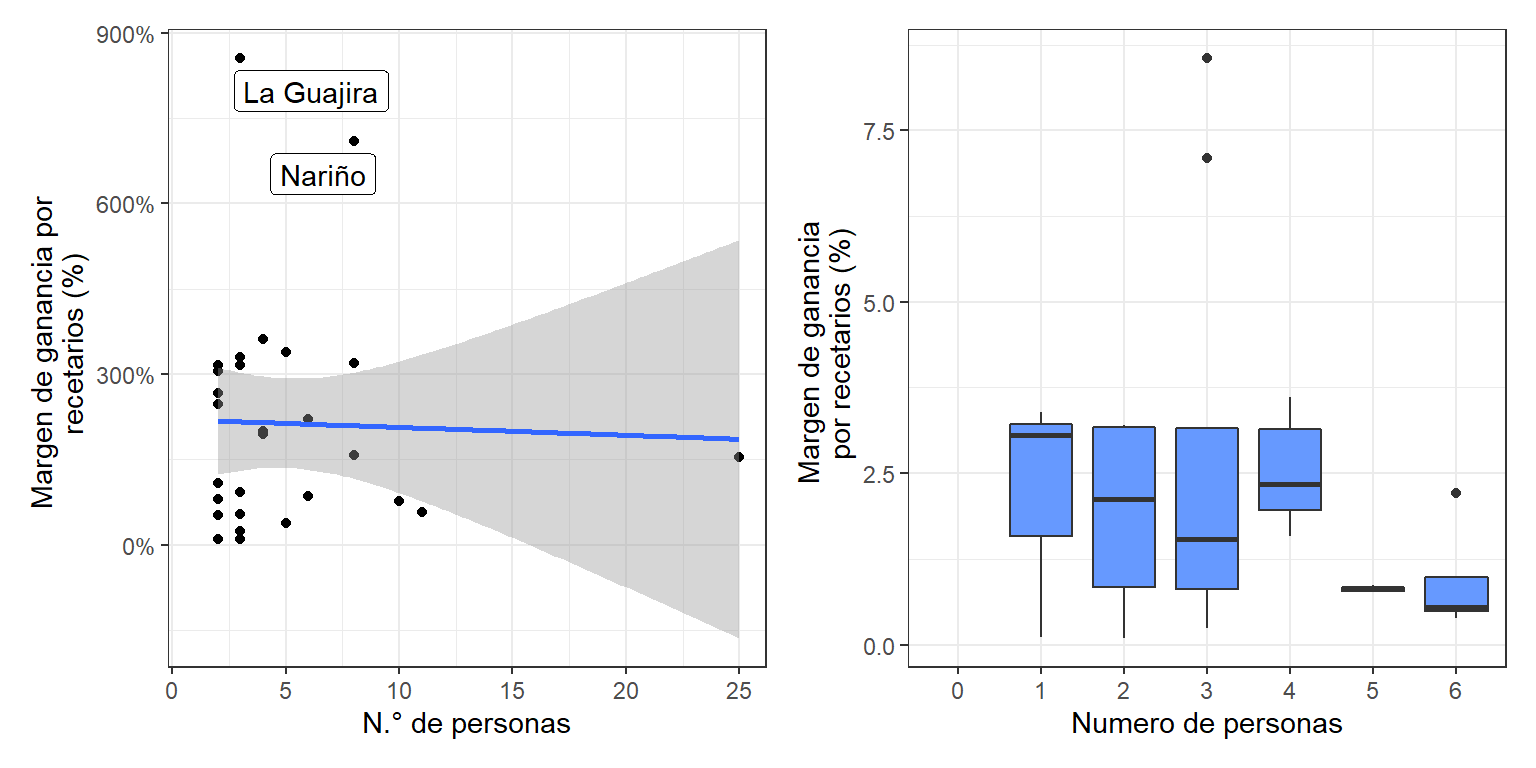 Margen de ganancia por
recetarios (%)
900%
600%
300%
0%
La Guajira
Nariño
0
5
10
15
20
25
N.° de personas
Margen de ganancia
por recetarios (%)
7.5
5.0
2.5
0.0
0
1
2
3
4
5
6
Numero de personas